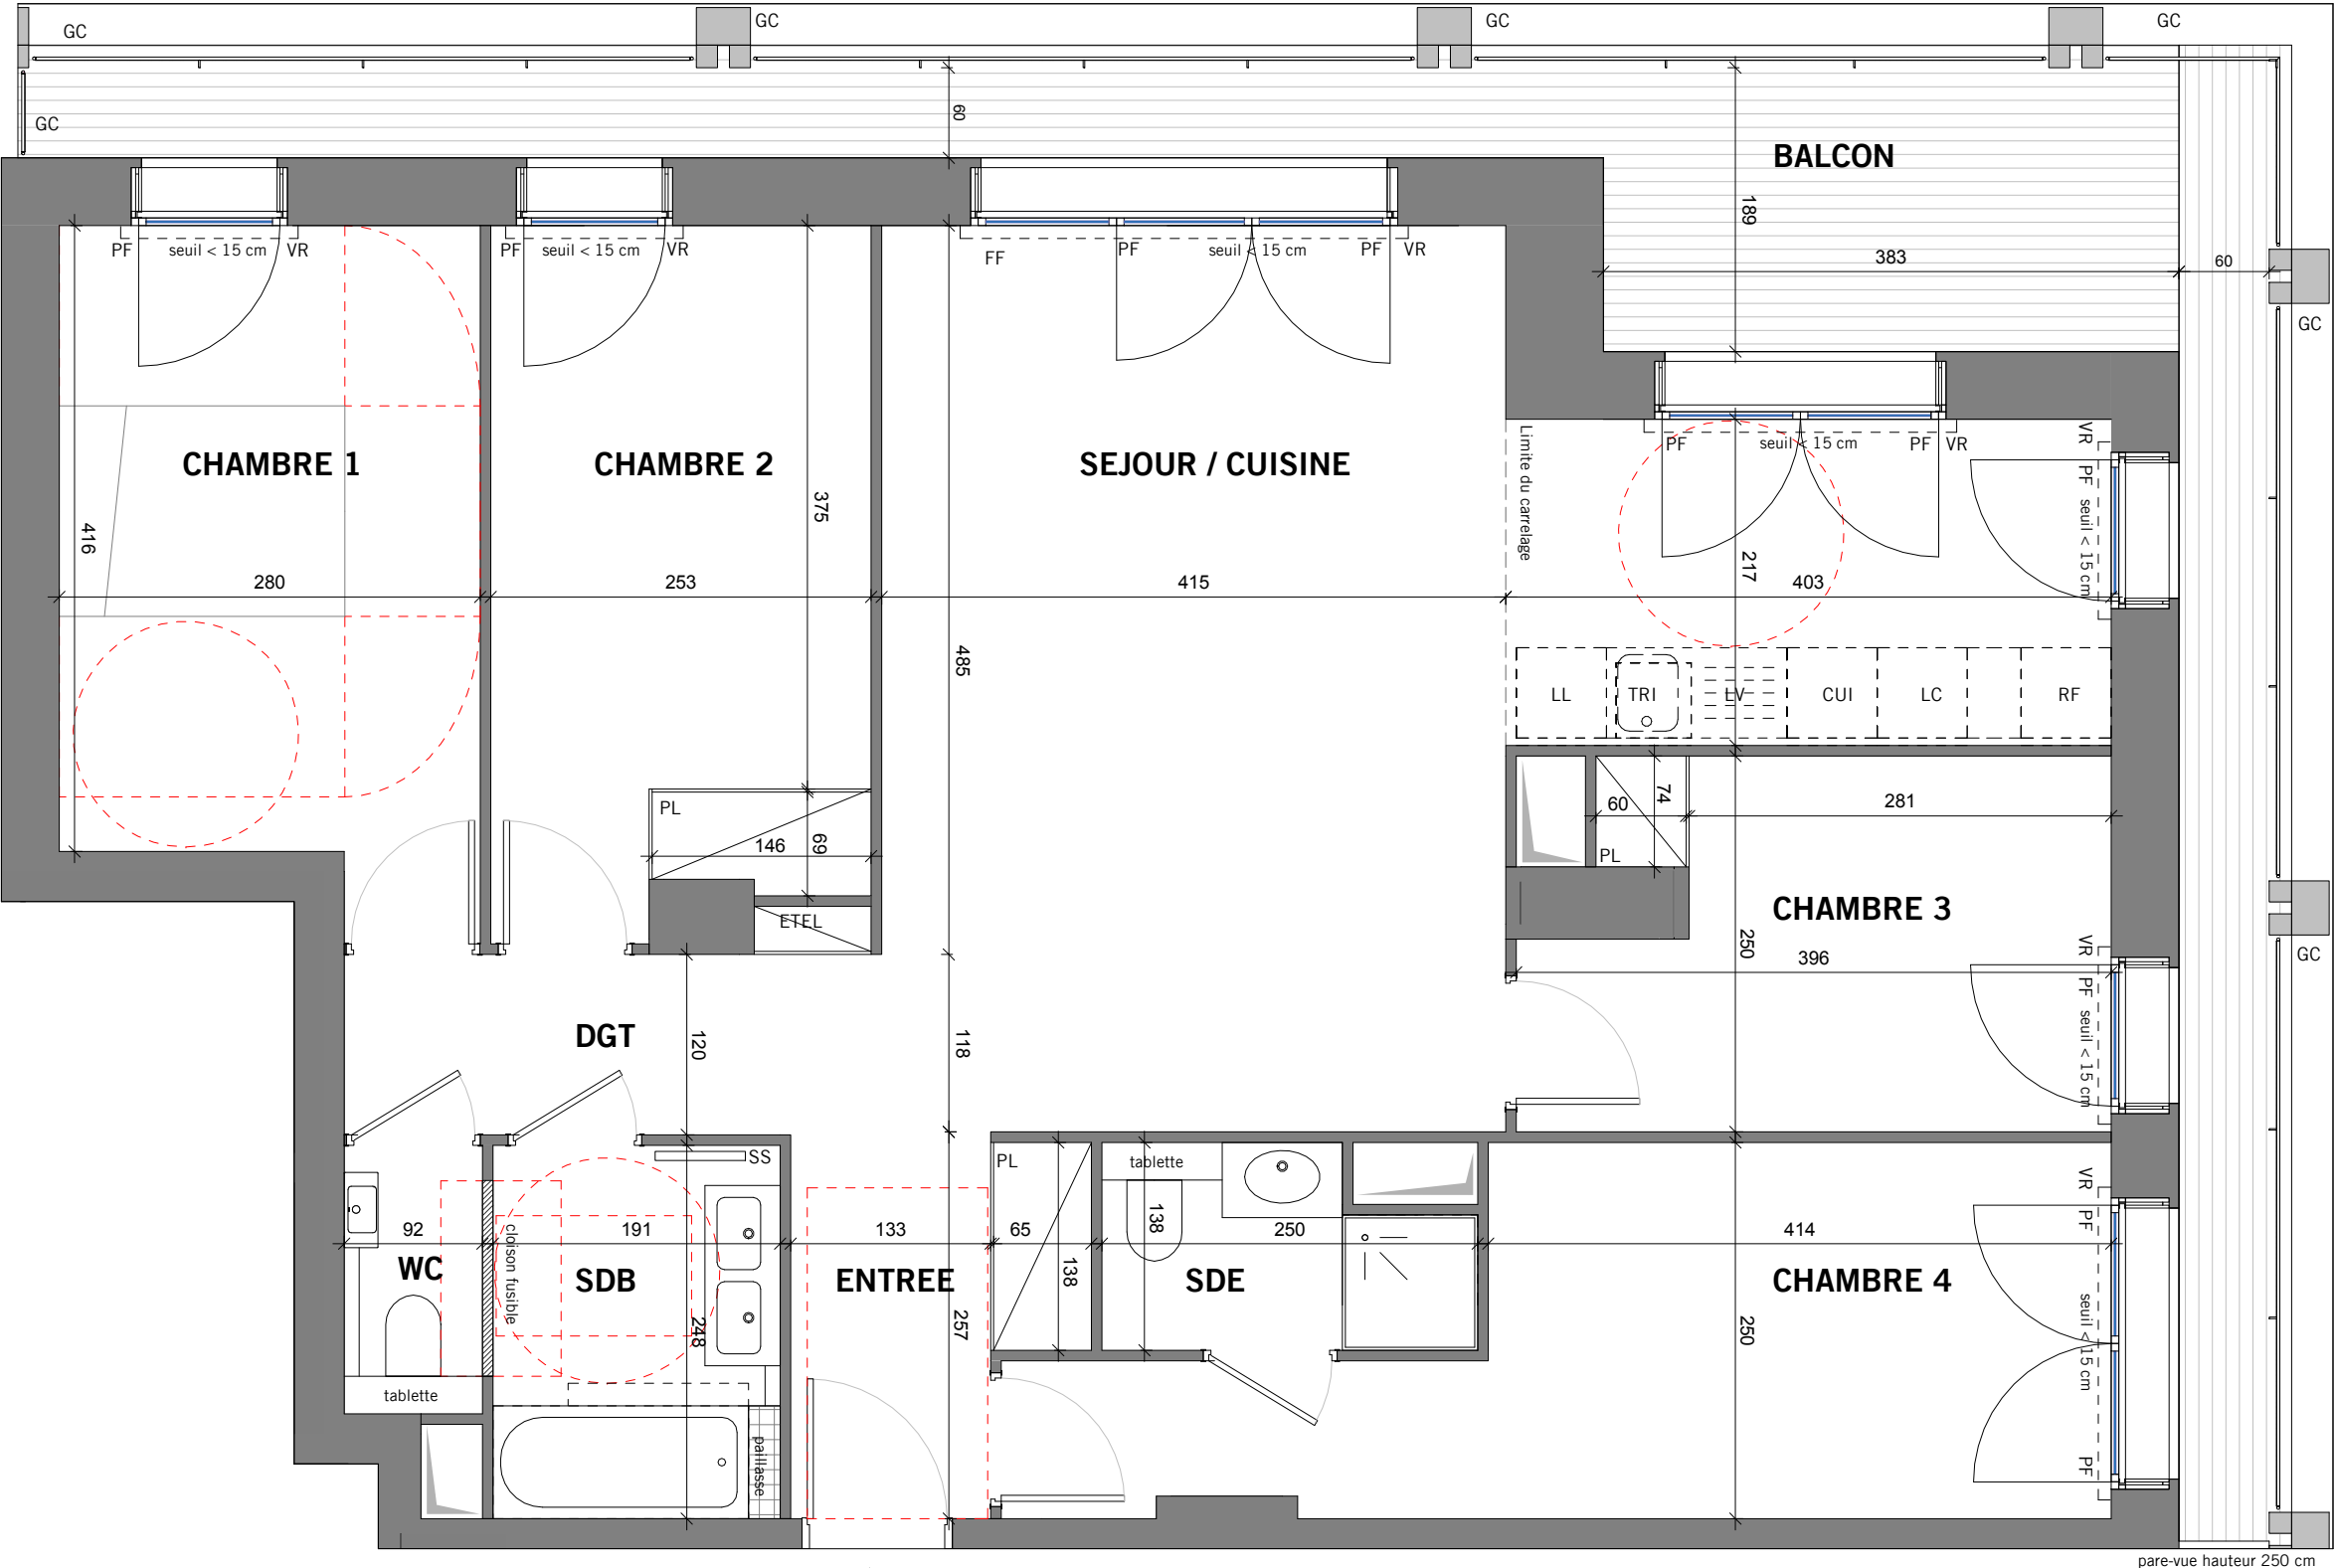 GC
GC
GC
GC
GC
60
BALCON
189
383
60
GC
PF
seuil < 15 cm
VR
PF
seuil < 15 cm
VR
FF
PF
seuil < 15 cm
PF
VR
CHAMBRE 1
CHAMBRE 2
SEJOUR / CUISINE
Limite du carrelage
PF
seuil < 15 cm
PF
VR
VR
PF
seuil < 15 cm
416
375
280
253
415
217
403
485
LL
TRI
LV
CUI
LC
RF
PL
146
69
ETEL
60
74
281
PL
CHAMBRE 3
250
396
VR
PF
seuil < 15 cm
GC
DGT
120
118
SS
PL
tablette
VR
PF
92
cloison fusible
191
133
65
138
250
414
WC
SDB
ENTREE
138
SDE
CHAMBRE 4
248
257
250
seuil < 15 cm
tablette
paillasse
PF
pare-vue hauteur 250 cm